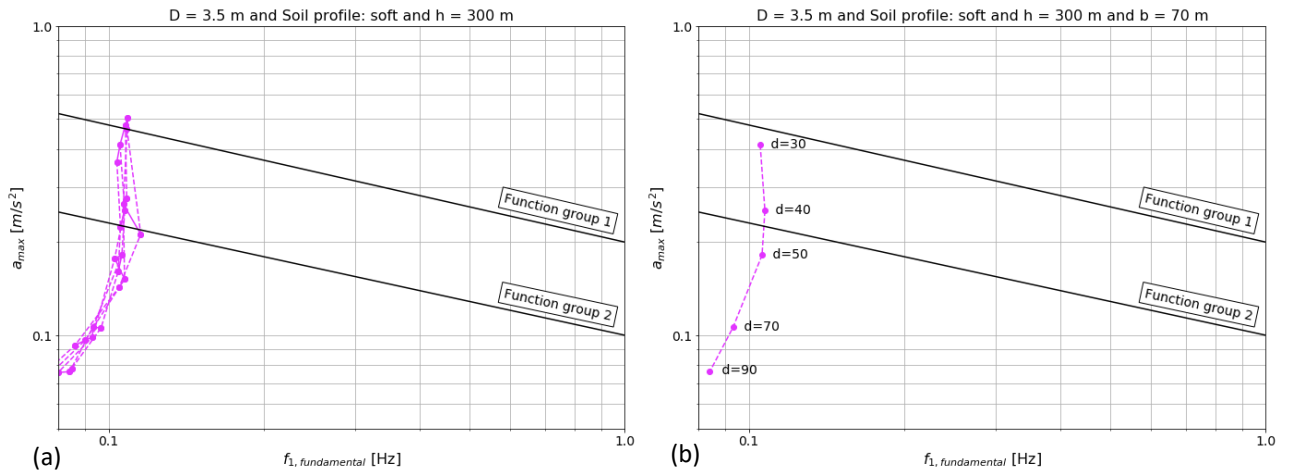 D = 3.5 m and Soil profile: soft and h = 300 m
1.0
a_max [m/s²]
Function group 1
Function group 2
0.1
0.1
1.0
(a)
f_1, fundamental [Hz]
D = 3.5 m and Soil profile: soft and h = 300 m and b = 70 m
1.0
a_max [m/s²]
d=30
Function group 1
d=40
d=50
Function group 2
0.1
d=70
d=90
0.1
1.0
(b)
f_1, fundamental [Hz]